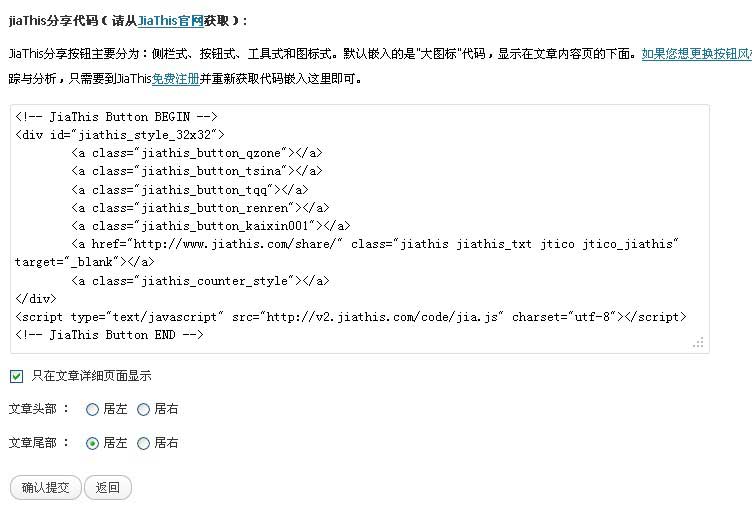 jiaThis分享代码（请从JiaThis官网获取）：
JiaThis分享按钮主要分为：侧栏式、按钮式、工具式和图标式。默认嵌入的是"大图标"代码，显示在文章内容页的下面。如果您想更换按钮风
踪与分析，只需要到JiaThis免费注册并重新获取代码嵌入这里即可。
<!-- JiaThis Button BEGIN -->
<div id="jiathis_style_32x32">
<a class="jiathis_button_qzone"></a>
<a class="jiathis_button_tsina"></a>
<a class="jiathis_button_tqq"></a>
<a class="jiathis_button_renren"></a>
<a class="jiathis_button_kaixin001"></a>
<a href="http://www.jiathis.com/share/" class="jiathis jiathis_txt jtico jtico_jiathis"
target="_blank"></a>
<a class="jiathis_counter_style"></a>
</div>
<script type="text/javascript" src="http://v2.jiathis.com/code/jia.js" charset="utf-8"></script>
<!-- JiaThis Button END -->
只在文章详细页面显示
文章头部： 居左 居右
文章尾部： 居左 居右
确认提交 返回